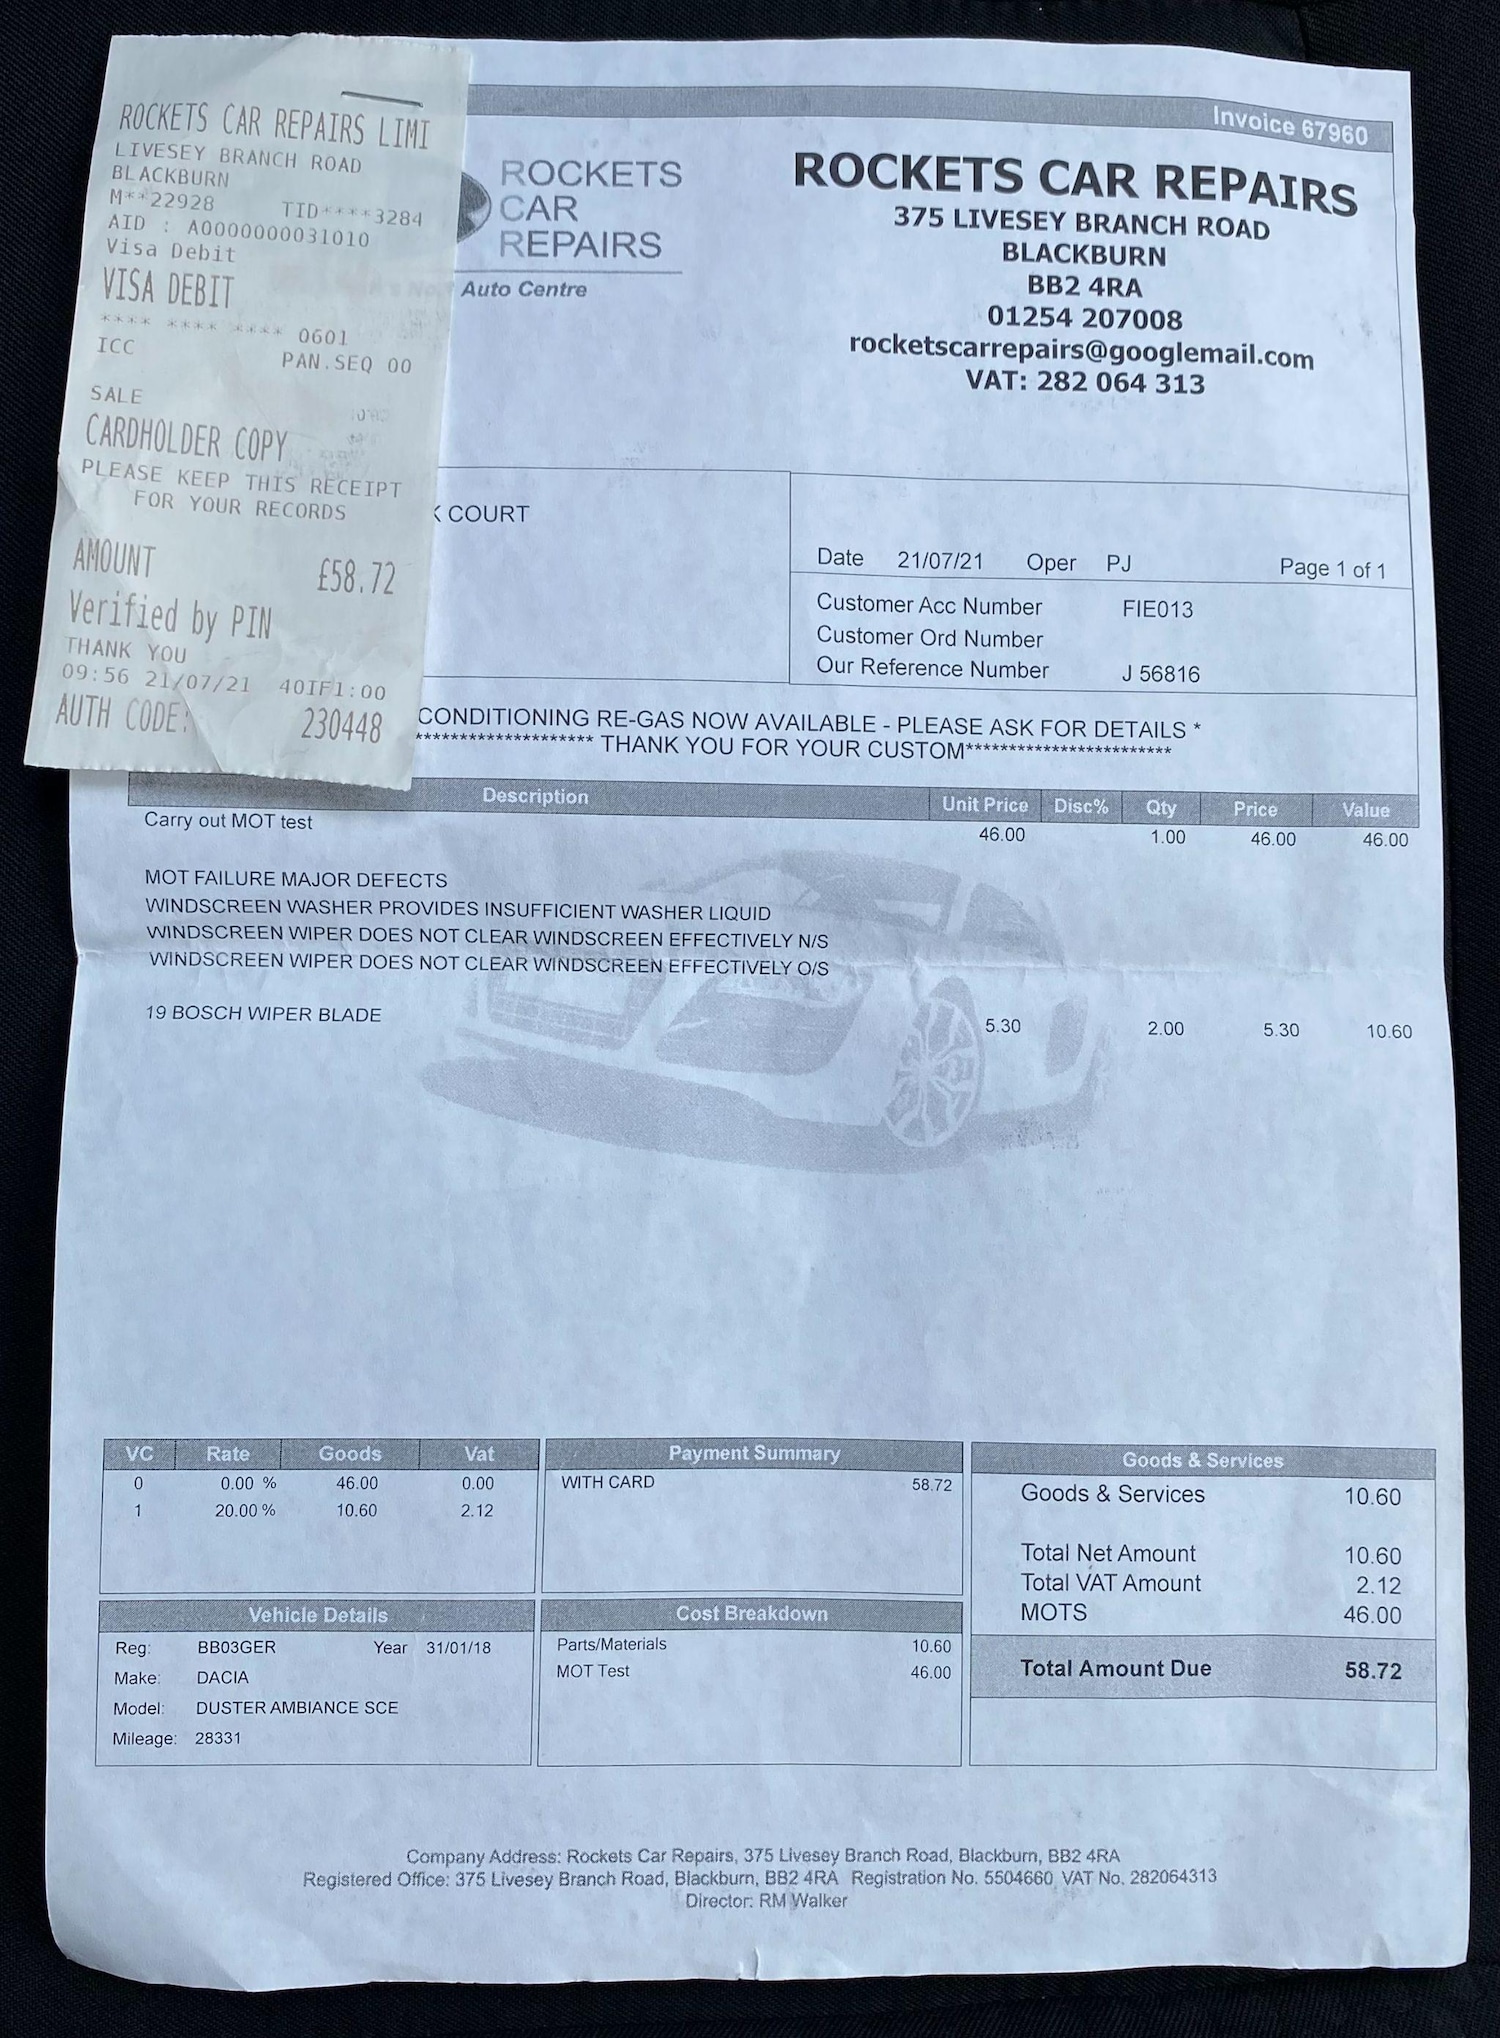 ROCKETS CAR REPAIRS LIMI
LIVESEY BRANCH ROAD
BLACKBURN
M**22928 TID****3284
AID : A0000000031010
Visa Debit
VISA DEBIT
**** **** **** 0601
ICC PAN.SEQ 00
SALE
CARDHOLDER COPY
PLEASE KEEP THIS RECEIPT
FOR YOUR RECORDS
AMOUNT £58.72
Verified by PIN
THANK YOU
09:56 21/07/21 40IF1:00
AUTH CODE: 230448
Invoice 67960
ROCKETS
CAR
REPAIRS
Auto Centre
ROCKETS CAR REPAIRS
375 LIVESEY BRANCH ROAD
BLACKBURN
BB2 4RA
01254 207008
rocketscarrepairs@googlemail.com
VAT: 282 064 313
COURT
Date 21/07/21 Oper PJ Page 1 of 1
Customer Acc Number FIE013
Customer Ord Number
Our Reference Number J 56816
CONDITIONING RE-GAS NOW AVAILABLE - PLEASE ASK FOR DETAILS *
******************** THANK YOU FOR YOUR CUSTOM***********************
Description Unit Price Disc% Qty Price Value
Carry out MOT test 46.00 1.00 46.00 46.00
MOT FAILURE MAJOR DEFECTS
WINDSCREEN WASHER PROVIDES INSUFFICIENT WASHER LIQUID
WINDSCREEN WIPER DOES NOT CLEAR WINDSCREEN EFFECTIVELY N/S
WINDSCREEN WIPER DOES NOT CLEAR WINDSCREEN EFFECTIVELY O/S
19 BOSCH WIPER BLADE 5.30 2.00 5.30 10.60
VC Rate Goods Vat
0 0.00 % 46.00 0.00
1 20.00 % 10.60 2.12
Payment Summary
WITH CARD 58.72
Goods & Services
Goods & Services 10.60
Total Net Amount 10.60
Total VAT Amount 2.12
MOTS 46.00
Total Amount Due 58.72
Vehicle Details
Reg: BB03GER Year 31/01/18
Make: DACIA
Model: DUSTER AMBIANCE SCE
Mileage: 28331
Cost Breakdown
Parts/Materials 10.60
MOT Test 46.00
Company Address: Rockets Car Repairs, 375 Livesey Branch Road, Blackburn, BB2 4RA
Registered Office: 375 Livesey Branch Road, Blackburn, BB2 4RA Registration No. 5504660 VAT No. 282064313
Director: RM Walker